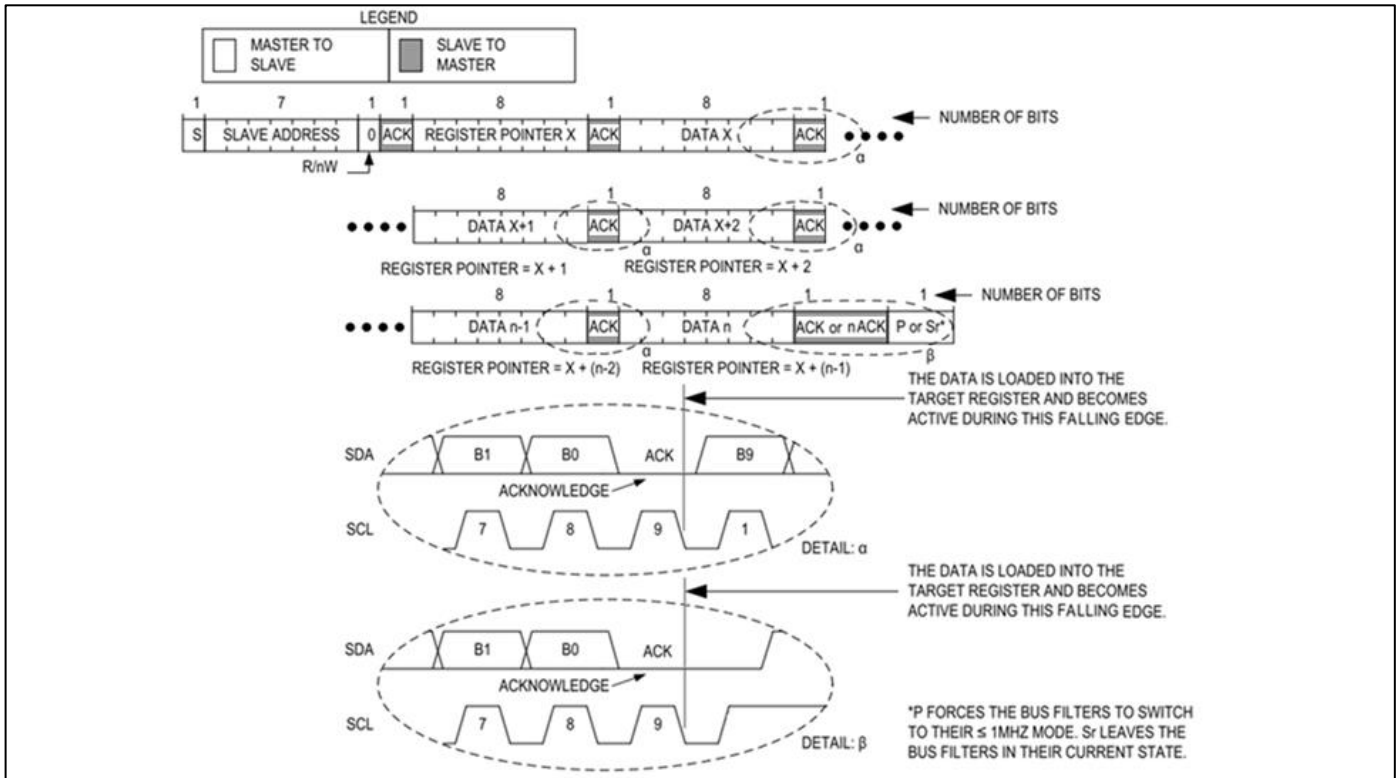 LEGEND
MASTER TO
SLAVE
SLAVE TO
MASTER
1 7 1 1 8 1 8 1
NUMBER OF BITS
S SLAVE ADDRESS 0 ACK REGISTER POINTER X ACK DATA X ACK
α
R/nW
8 1 8 1
NUMBER OF BITS
DATA X+1 ACK DATA X+2 ACK
α α
REGISTER POINTER = X + 1 REGISTER POINTER = X + 2
8 1 8 1 1
NUMBER OF BITS
DATA n-1 ACK DATA n ACK or nACK P or Sr*
α β
REGISTER POINTER = X + (n-2) REGISTER POINTER = X + (n-1)
THE DATA IS LOADED INTO THE
TARGET REGISTER AND BECOMES
ACTIVE DURING THIS FALLING EDGE.
SDA B1 B0 ACK B9
ACKNOWLEDGE
SCL 7 8 9 1
DETAIL: α
THE DATA IS LOADED INTO THE
TARGET REGISTER AND BECOMES
ACTIVE DURING THIS FALLING EDGE.
SDA B1 B0 ACK
ACKNOWLEDGE
SCL 7 8 9
DETAIL: β
*P FORCES THE BUS FILTERS TO SWITCH
TO THEIR ≤ 1MHZ MODE. Sr LEAVES THE
BUS FILTERS IN THEIR CURRENT STATE.